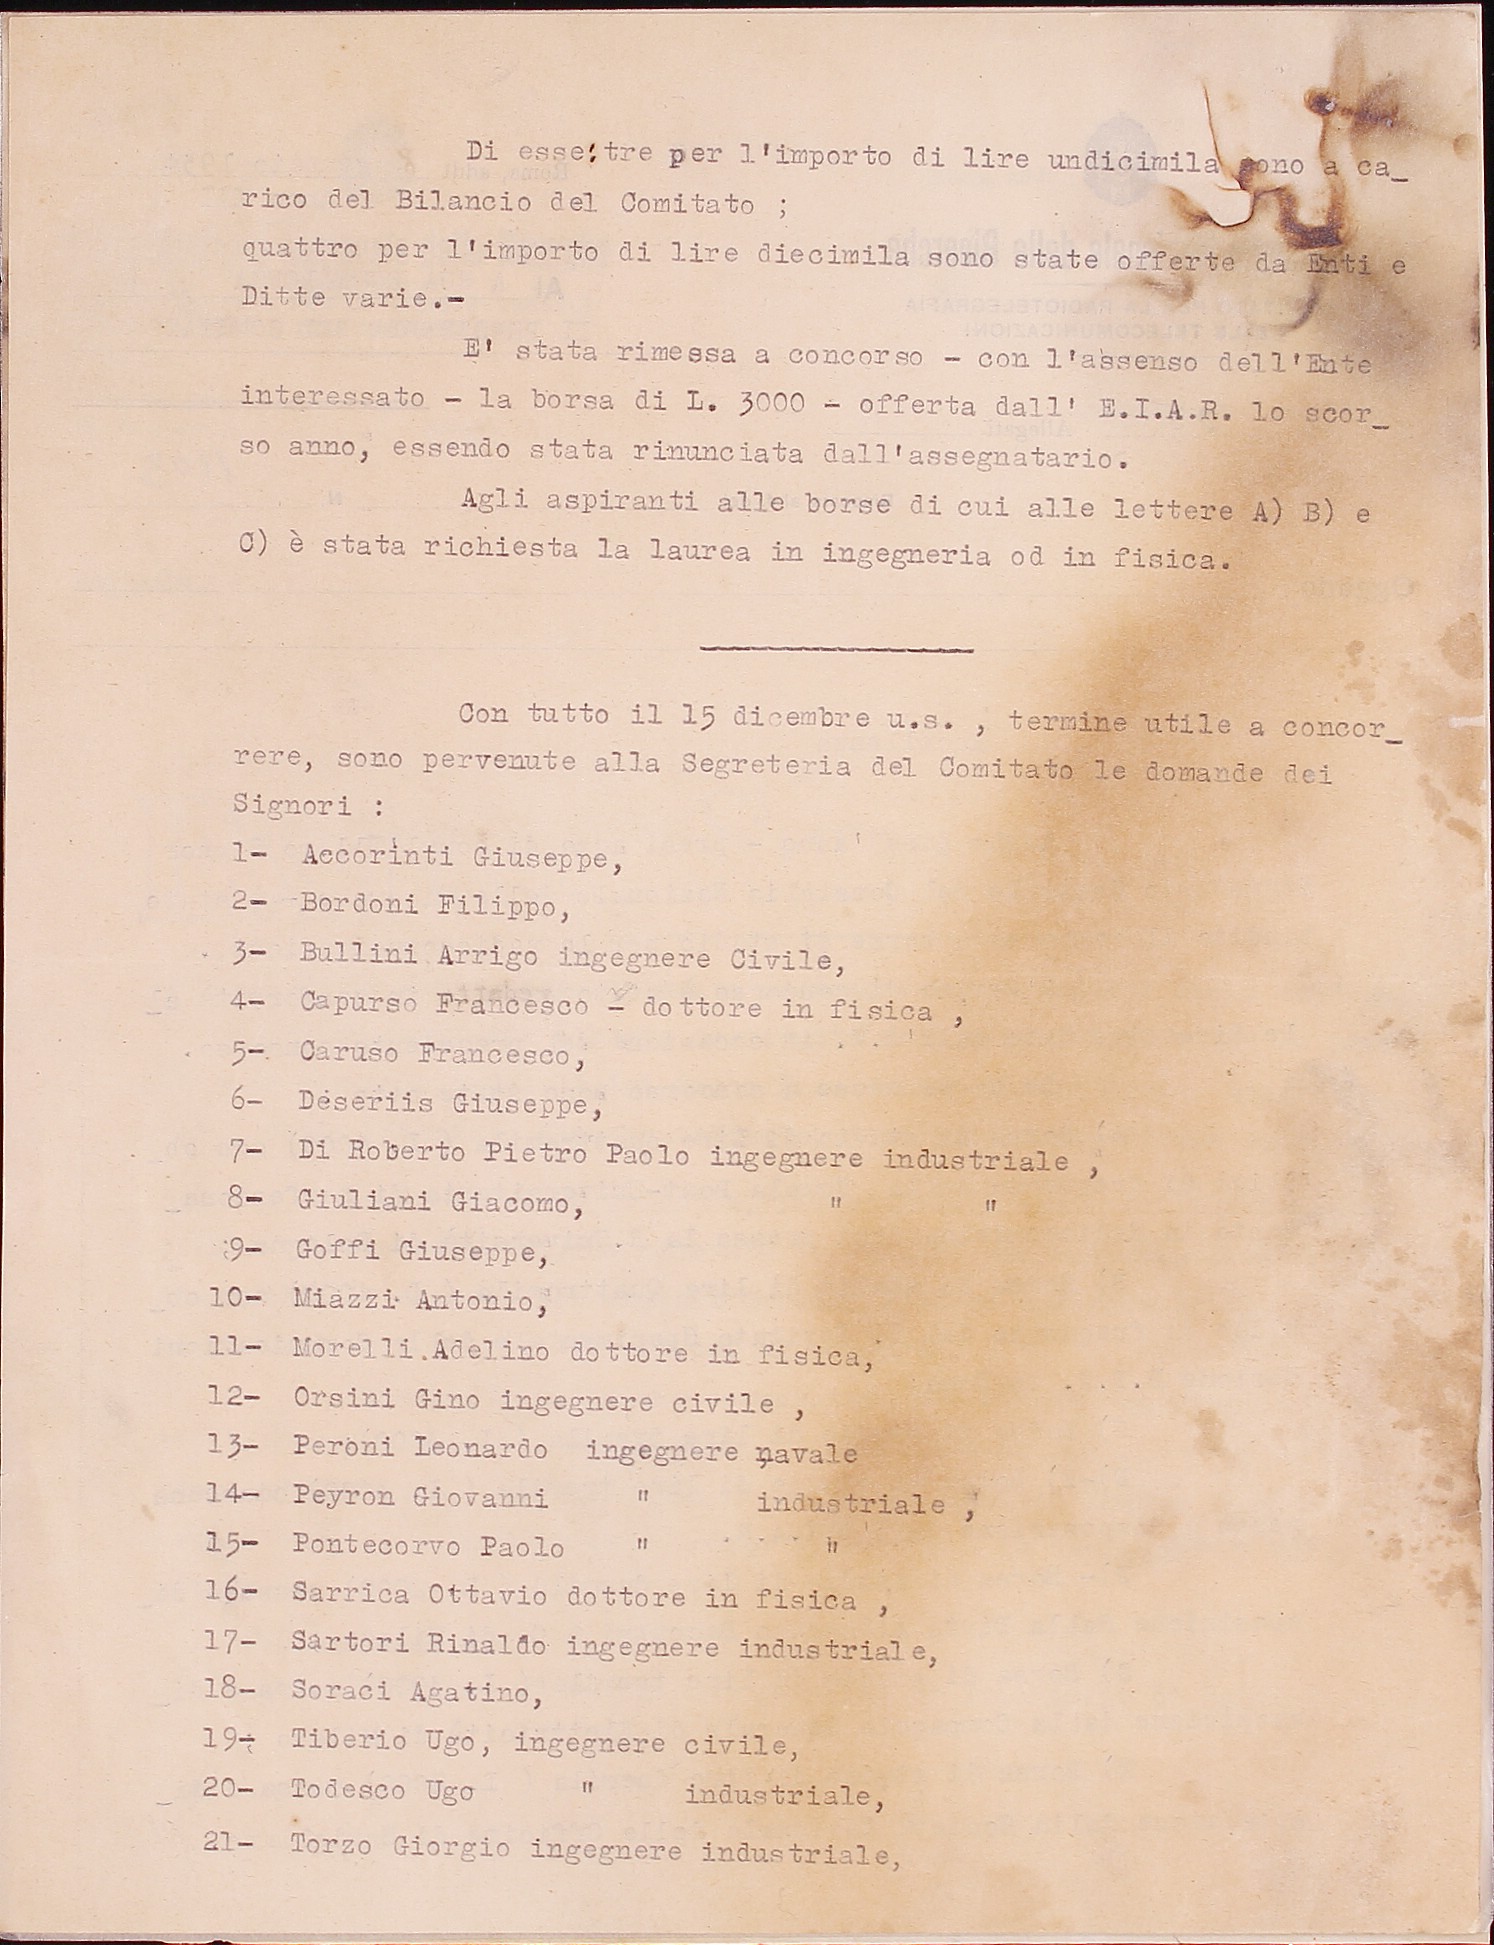 Di esse tre per l'importo di lire undicimila sono a ca_
rico del Bilancio del Comitato ;
quattro per l'importo di lire diecimila sono state offerte da Enti e
Ditte varie.-
E' stata rimessa a concorso - con l'assenso dell'Ente
interessato - la borsa di L. 3000 - offerta dall' E.I.A.R. lo scor_
so anno, essendo stata rinunciata dall'assegnatario.
Agli aspiranti alle borse di cui alle lettere A) B) e
C) è stata richiesta la laurea in ingegneria od in fisica.
Con tutto il 15 dicembre u.s. , termine utile a concor_
rere, sono pervenute alla Segreteria del Comitato le domande dei
Signori :
1- Accorinti Giuseppe,
2- Bordoni Filippo,
3- Bullini Arrigo ingegnere Civile,
4- Capurso Francesco - dottore in fisica ,
5- Caruso Francesco,
6- Deseriis Giuseppe,
7- Di Roberto Pietro Paolo ingegnere industriale ,
8- Giuliani Giacomo, " "
9- Goffi Giuseppe,
10- Miazzi Antonio,
11- Morelli Adelino dottore in fisica,
12- Orsini Gino ingegnere civile ,
13- Peroni Leonardo ingegnere navale
14- Peyron Giovanni " industriale ,
15- Pontecorvo Paolo " "
16- Sarrica Ottavio dottore in fisica ,
17- Sartori Rinaldo ingegnere industriale,
18- Soraci Agatino,
19- Tiberio Ugo, ingegnere civile,
20- Todesco Ugo " industriale,
21- Torzo Giorgio ingegnere industriale,